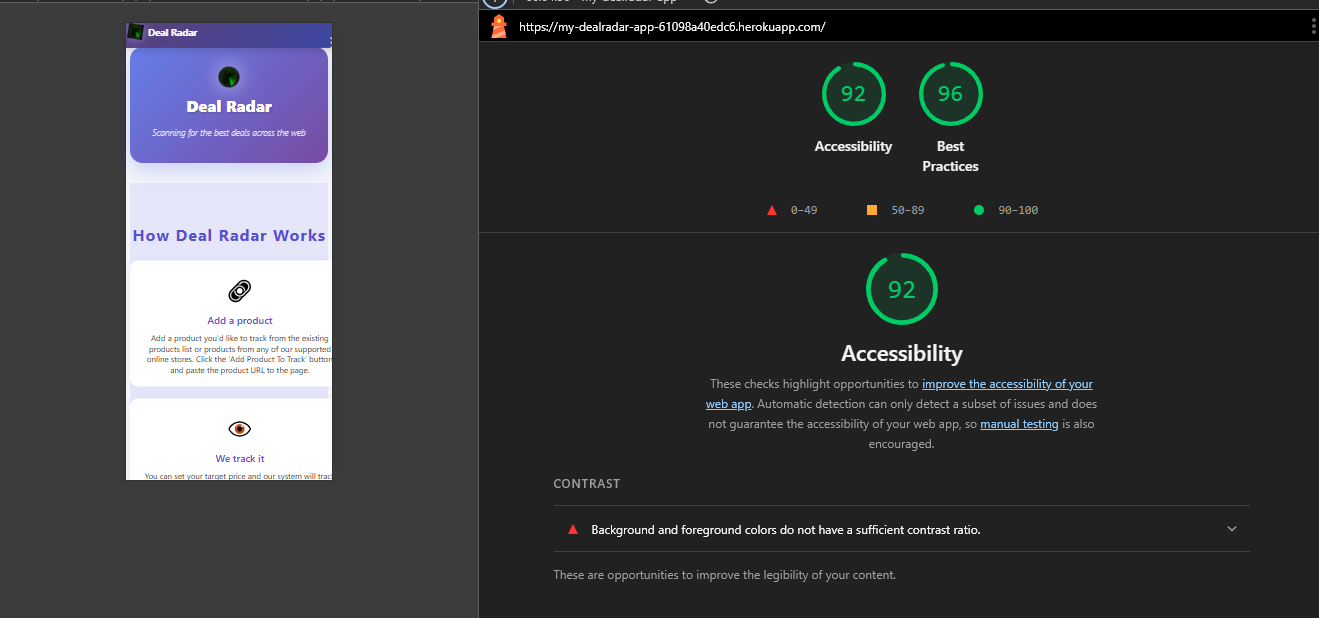 Deal Radar
Deal Radar
Scanning for the best deals across the web
How Deal Radar Works
Add a product
Add a product you'd like to track from the existing
products list or products from any of our supported
online stores. Click the 'Add Product To Track' button
and paste the product URL to the page.
We track it
You can set your target price and our system will trac
https://my-dealradar-app-61098a40edc6.herokuapp.com/
92
96
Accessibility
Best
Practices
0–49
50–89
90–100
92
Accessibility
These checks highlight opportunities to improve the accessibility of your
web app. Automatic detection can only detect a subset of issues and does
not guarantee the accessibility of your web app, so manual testing is also
encouraged.
CONTRAST
Background and foreground colors do not have a sufficient contrast ratio.
These are opportunities to improve the legibility of your content.